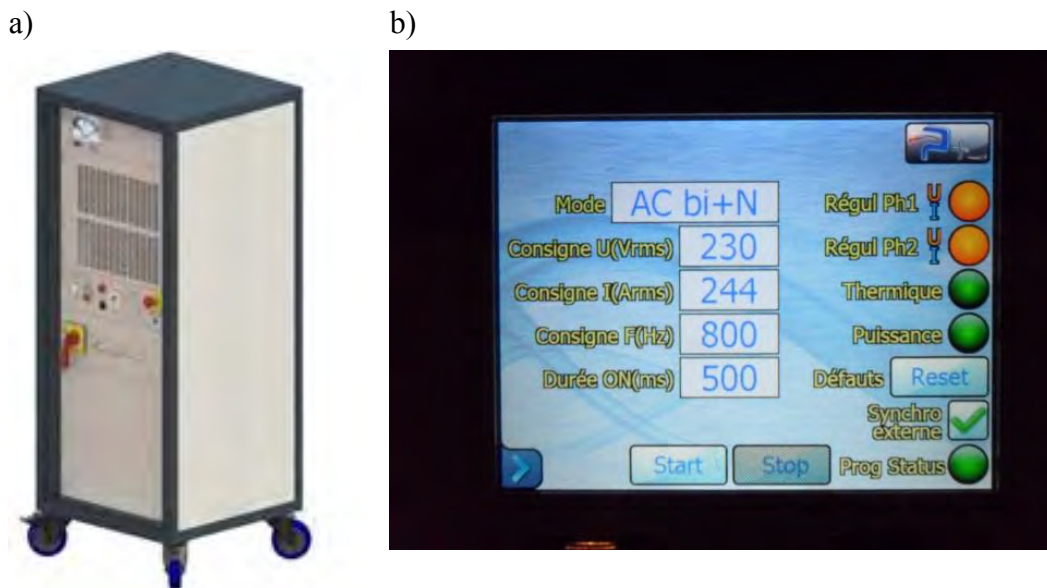 a)
b)
Mode AC bi+N
Régul Ph1 U I
Consigne U(Vrms) 230
Régul Ph2 U I
Consigne I(Arms) 244
Thermique
Consigne F(Hz) 800
Puissance
Durée ON(ms) 500
Défauts Reset
Synchro
externe
Start Stop Prog Status